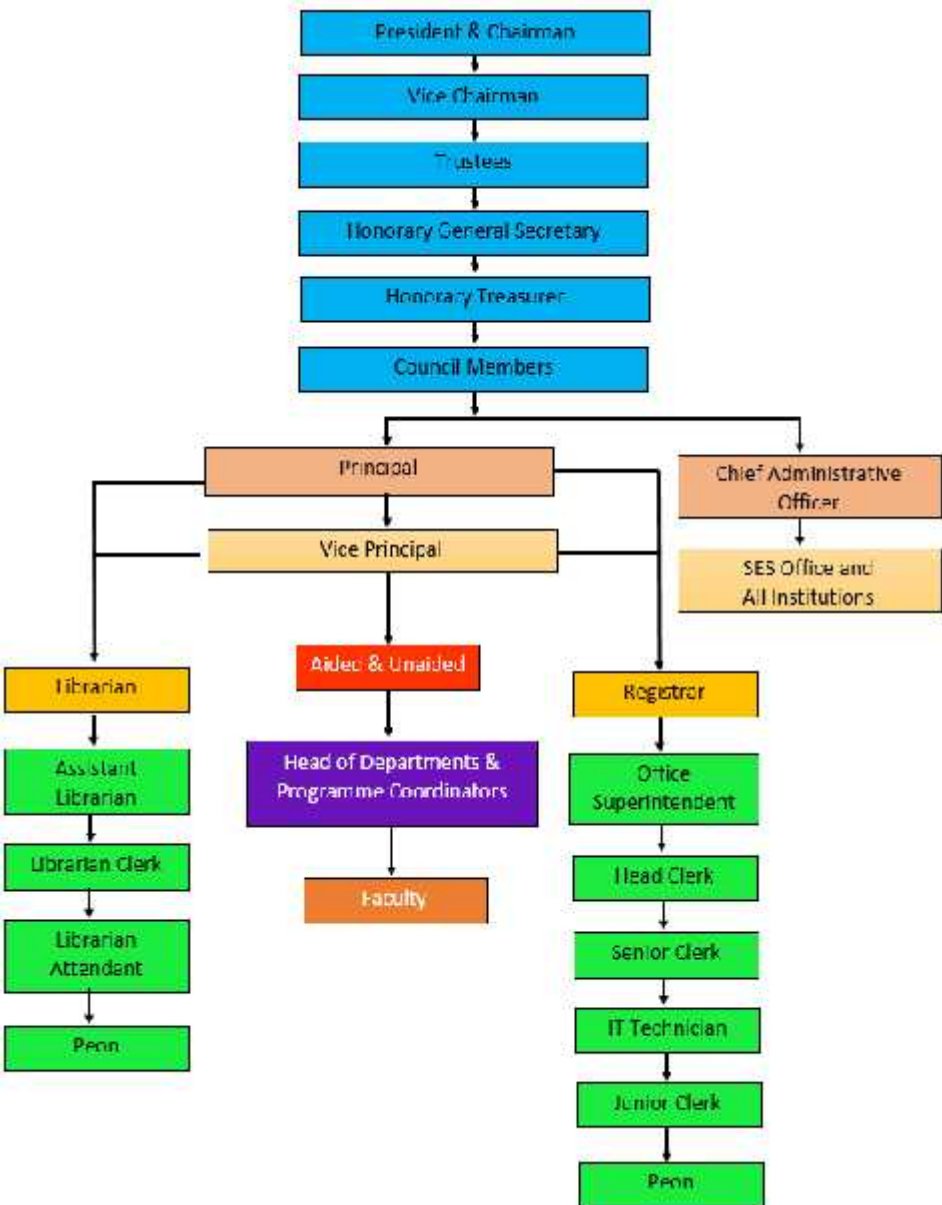 President & Chairman
Vice Chairman
Trustees
Honorary General Secretary
Honorary Treasurer
Council Members
Principal
Chief Administrative
Officer
Vice Principal
SES Office and
All Institutions
Aided & Unaided
Librarian
Registrar
Assistant
Librarian
Head of Departments &
Programme Coordinators
Office
Superintendent
Librarian Clerk
Head Clerk
Faculty
Librarian
Attendant
Senior Clerk
IT Technician
Peon
Junior Clerk
Peon